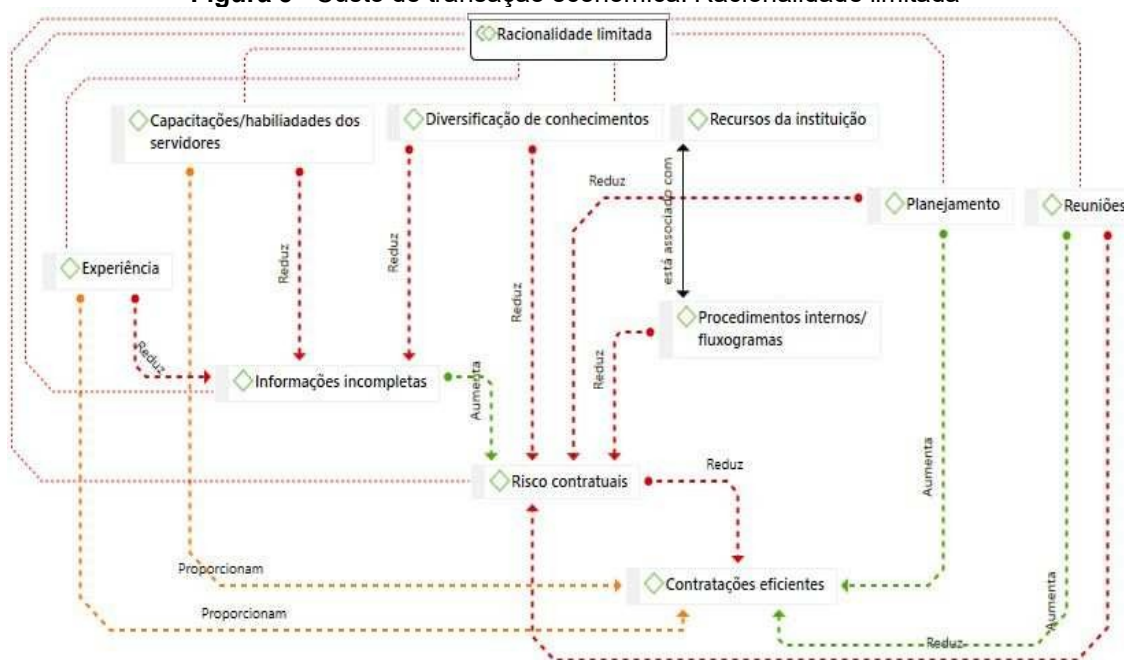 Racionalidade limitada
Capacitações/habiliadades dos
servidores
Diversificação de conhecimentos
Recursos da instituição
Reduz
Planejamento
Reuniões
está associado com
Reduz
Reduz
Reduz
Experiência
Procedimentos internos/
fluxogramas
Reduz
Reduz
Informações incompletas
Aumenta
Reduz
Risco contratuais
Aumenta
Proporcionam
Contratações eficientes
Aumenta
Proporcionam
Reduz